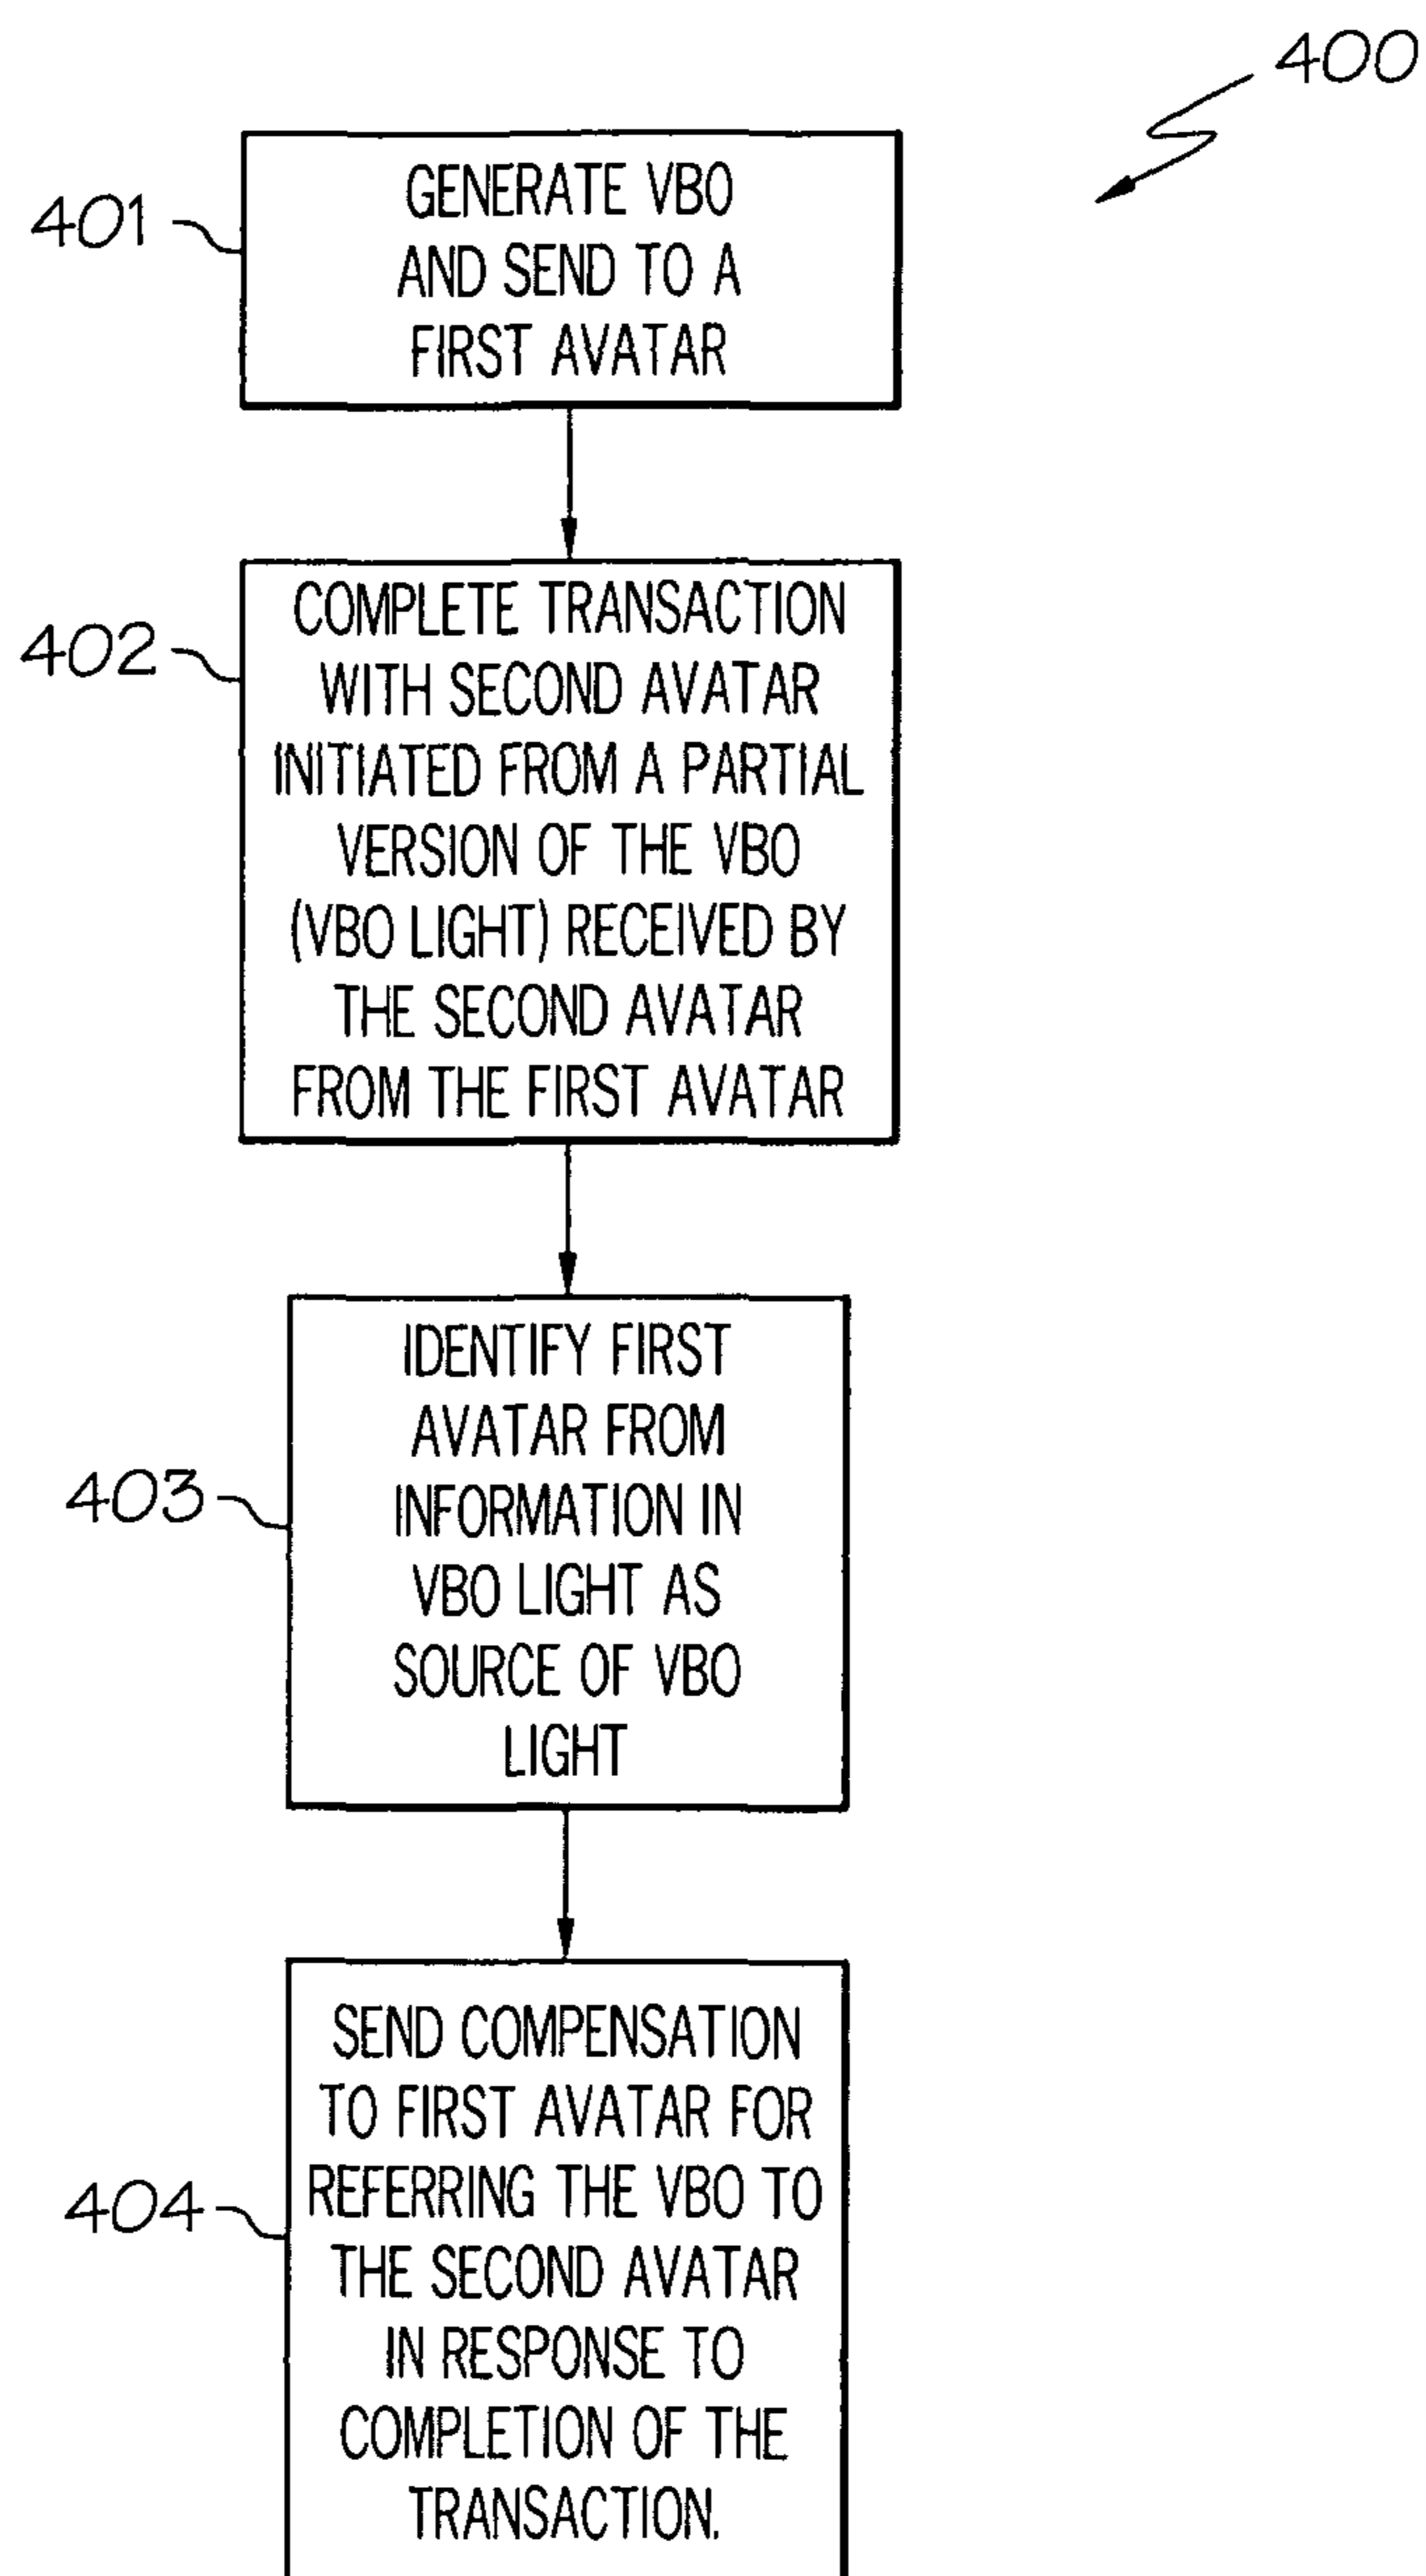 400
401
GENERATE VBO
AND SEND TO A
FIRST AVATAR
402
COMPLETE TRANSACTION
WITH SECOND AVATAR
INITIATED FROM A PARTIAL
VERSION OF THE VBO
(VBO LIGHT) RECEIVED BY
THE SECOND AVATAR
FROM THE FIRST AVATAR
403
IDENTIFY FIRST
AVATAR FROM
INFORMATION IN
VBO LIGHT AS
SOURCE OF VBO
LIGHT
404
SEND COMPENSATION
TO FIRST AVATAR FOR
REFERRING THE VBO TO
THE SECOND AVATAR
IN RESPONSE TO
COMPLETION OF THE
TRANSACTION.